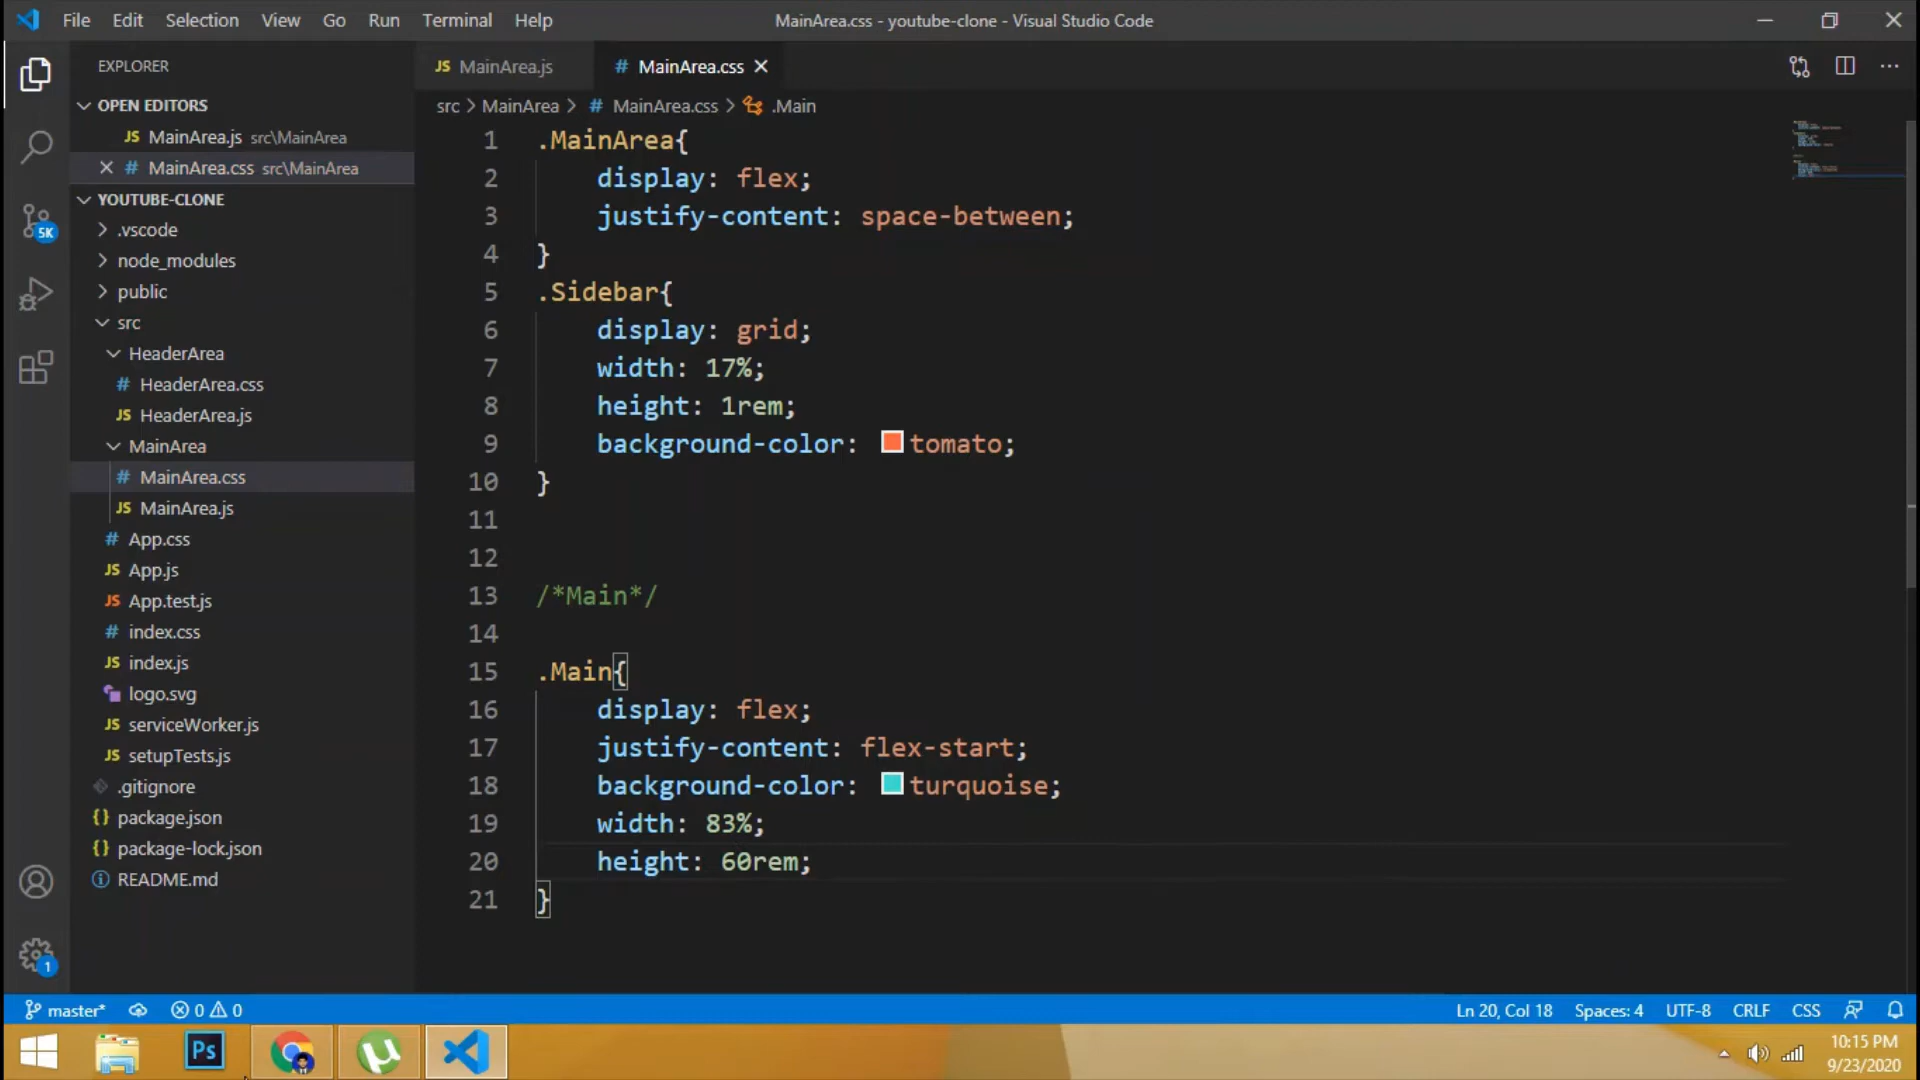 File Edit Selection View Go Run Terminal Help MainArea.css - youtube-clone - Visual Studio Code
EXPLORER
OPEN EDITORS
JS MainArea.js src\MainArea
# MainArea.css src\MainArea
YOUTUBE-CLONE
.vscode
node_modules
public
src
HeaderArea
# HeaderArea.css
JS HeaderArea.js
MainArea
# MainArea.css
JS MainArea.js
# App.css
JS App.js
JS App.test.js
# index.css
JS index.js
logo.svg
JS serviceWorker.js
JS setupTests.js
.gitignore
{} package.json
{} package-lock.json
README.md
5K
1
JS MainArea.js # MainArea.css
src > MainArea > # MainArea.css > .Main
1 .MainArea{
2 display: flex;
3 justify-content: space-between;
4 }
5 .Sidebar{
6 display: grid;
7 width: 17%;
8 height: 1rem;
9 background-color: tomato;
10 }
11
12
13 /*Main*/
14
15 .Main{
16 display: flex;
17 justify-content: flex-start;
18 background-color: turquoise;
19 width: 83%;
20 height: 60rem;
21 }
master* 0 0 Ln 20, Col 18 Spaces: 4 UTF-8 CRLF CSS
Ps
10:15 PM
9/23/2020